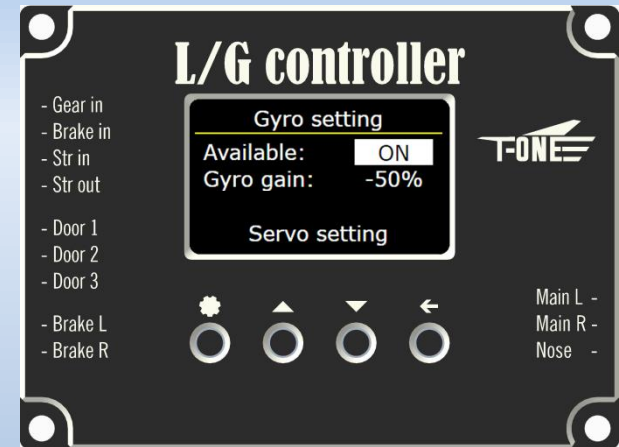 L/G controller
- Gear in
- Brake in
- Str in
- Str out
- Door 1
- Door 2
- Door 3
- Brake L
- Brake R
Gyro setting
Available: ON
Gyro gain: -50%
Servo setting
T-ONE
Main L -
Main R -
Nose -